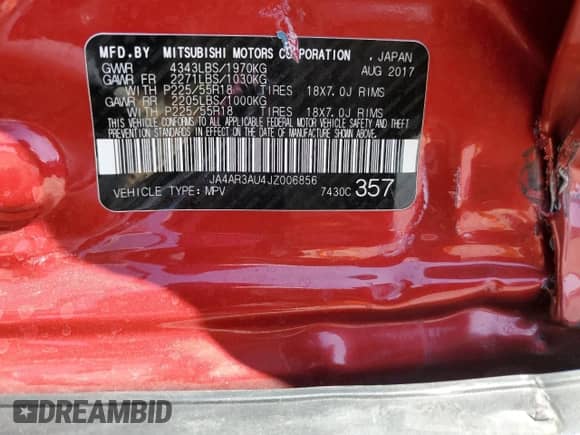 MFD.BY MITSUBISHI MOTORS CORPORATION , JAPAN
GVWR 4343LBS/1970KG AUG 2017
GAWR FR 2271LBS/1030KG
WITH P225/55R18 TIRES 18X7.0J RIMS
GAWR RR 2205LBS/1000KG
WITH P225/55R18 TIRES 18X7.0J RIMS
THIS VEHICLE CONFORMS TO ALL APPLICABLE FEDERAL MOTOR VEHICLE SAFETY AND
THEFT PREVENTION STANDARDS IN EFFECT ON THE DATE OF MANUFACTURE SHOWN ABOVE.
JA4AR3AU4JZ006856
VEHICLE TYPE:MPV 7430C 357
DREAMBID